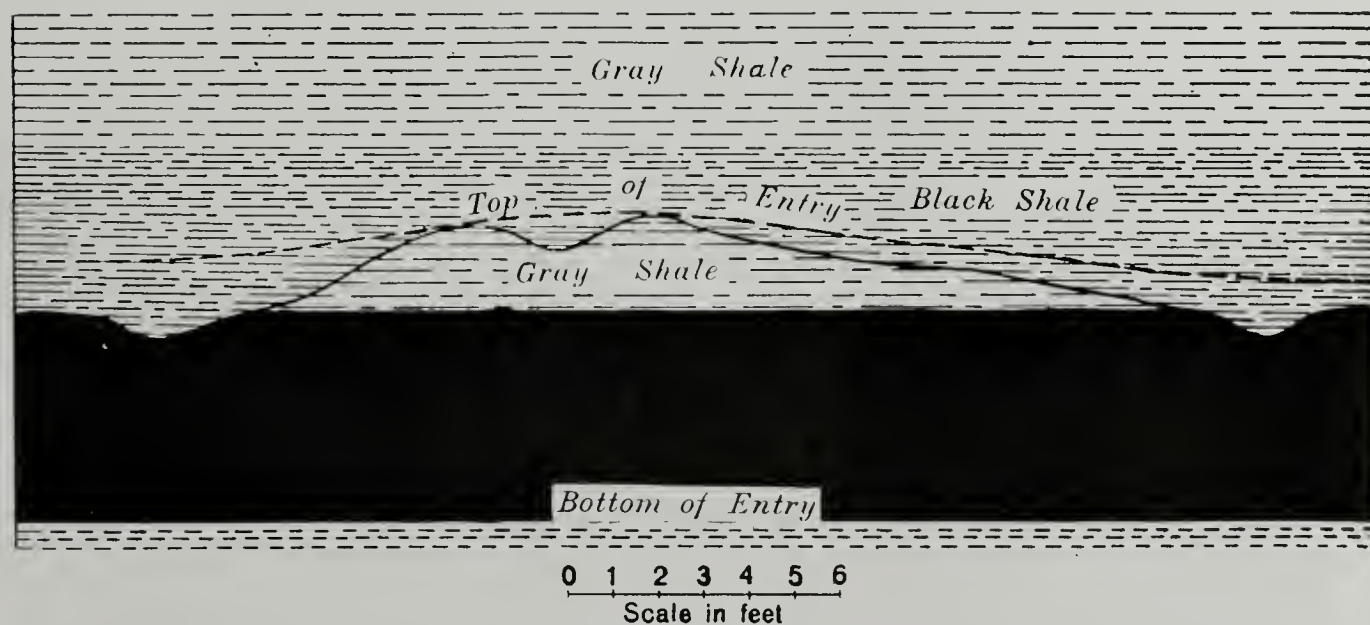 Gray Shale
Top of Entry
Black Shale
Gray Shale
Bottom of Entry
0 1 2 3 4 5 6
Scale in feet